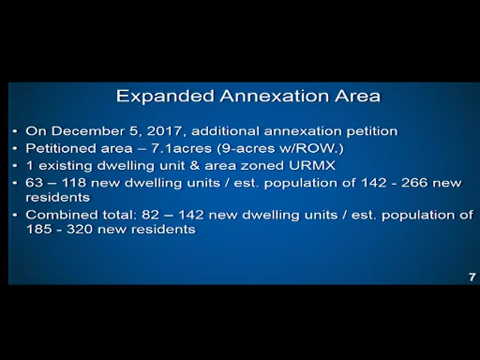 Expanded Annexation Area
• On December 5, 2017, additional annexation petition
• Petitioned area – 7.1acres (9-acres w/ROW.)
• 1 existing dwelling unit & area zoned URMX
• 63 – 118 new dwelling units / est. population of 142 - 266 new
residents
• Combined total: 82 – 142 new dwelling units / est. population of
185 - 320 new residents
7